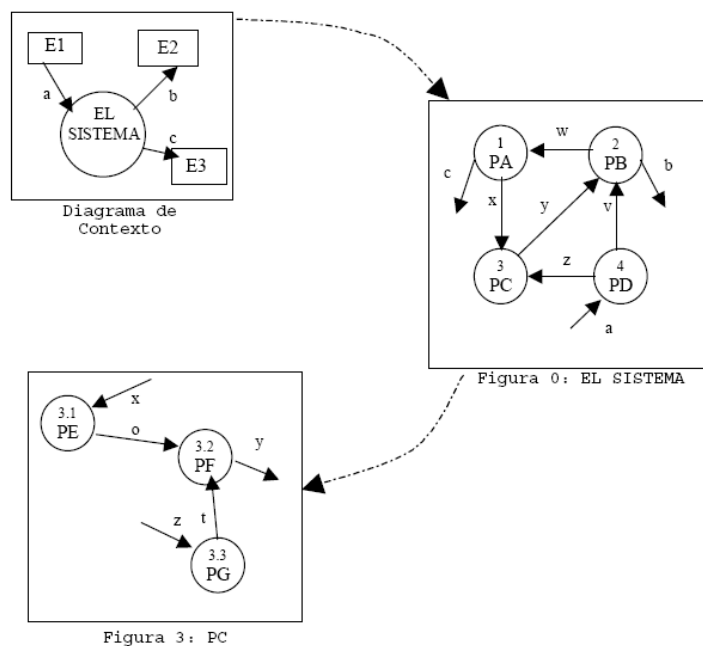 E1
E2
a
b
EL
SISTEMA
c
E3
Diagrama de
Contexto
1
PA
w
2
PB
c
b
x
y
v
3
PC
z
4
PD
a
Figura 0: EL SISTEMA
x
3.1
PE
o
3.2
PF
y
z
t
3.3
PG
Figura 3: PC